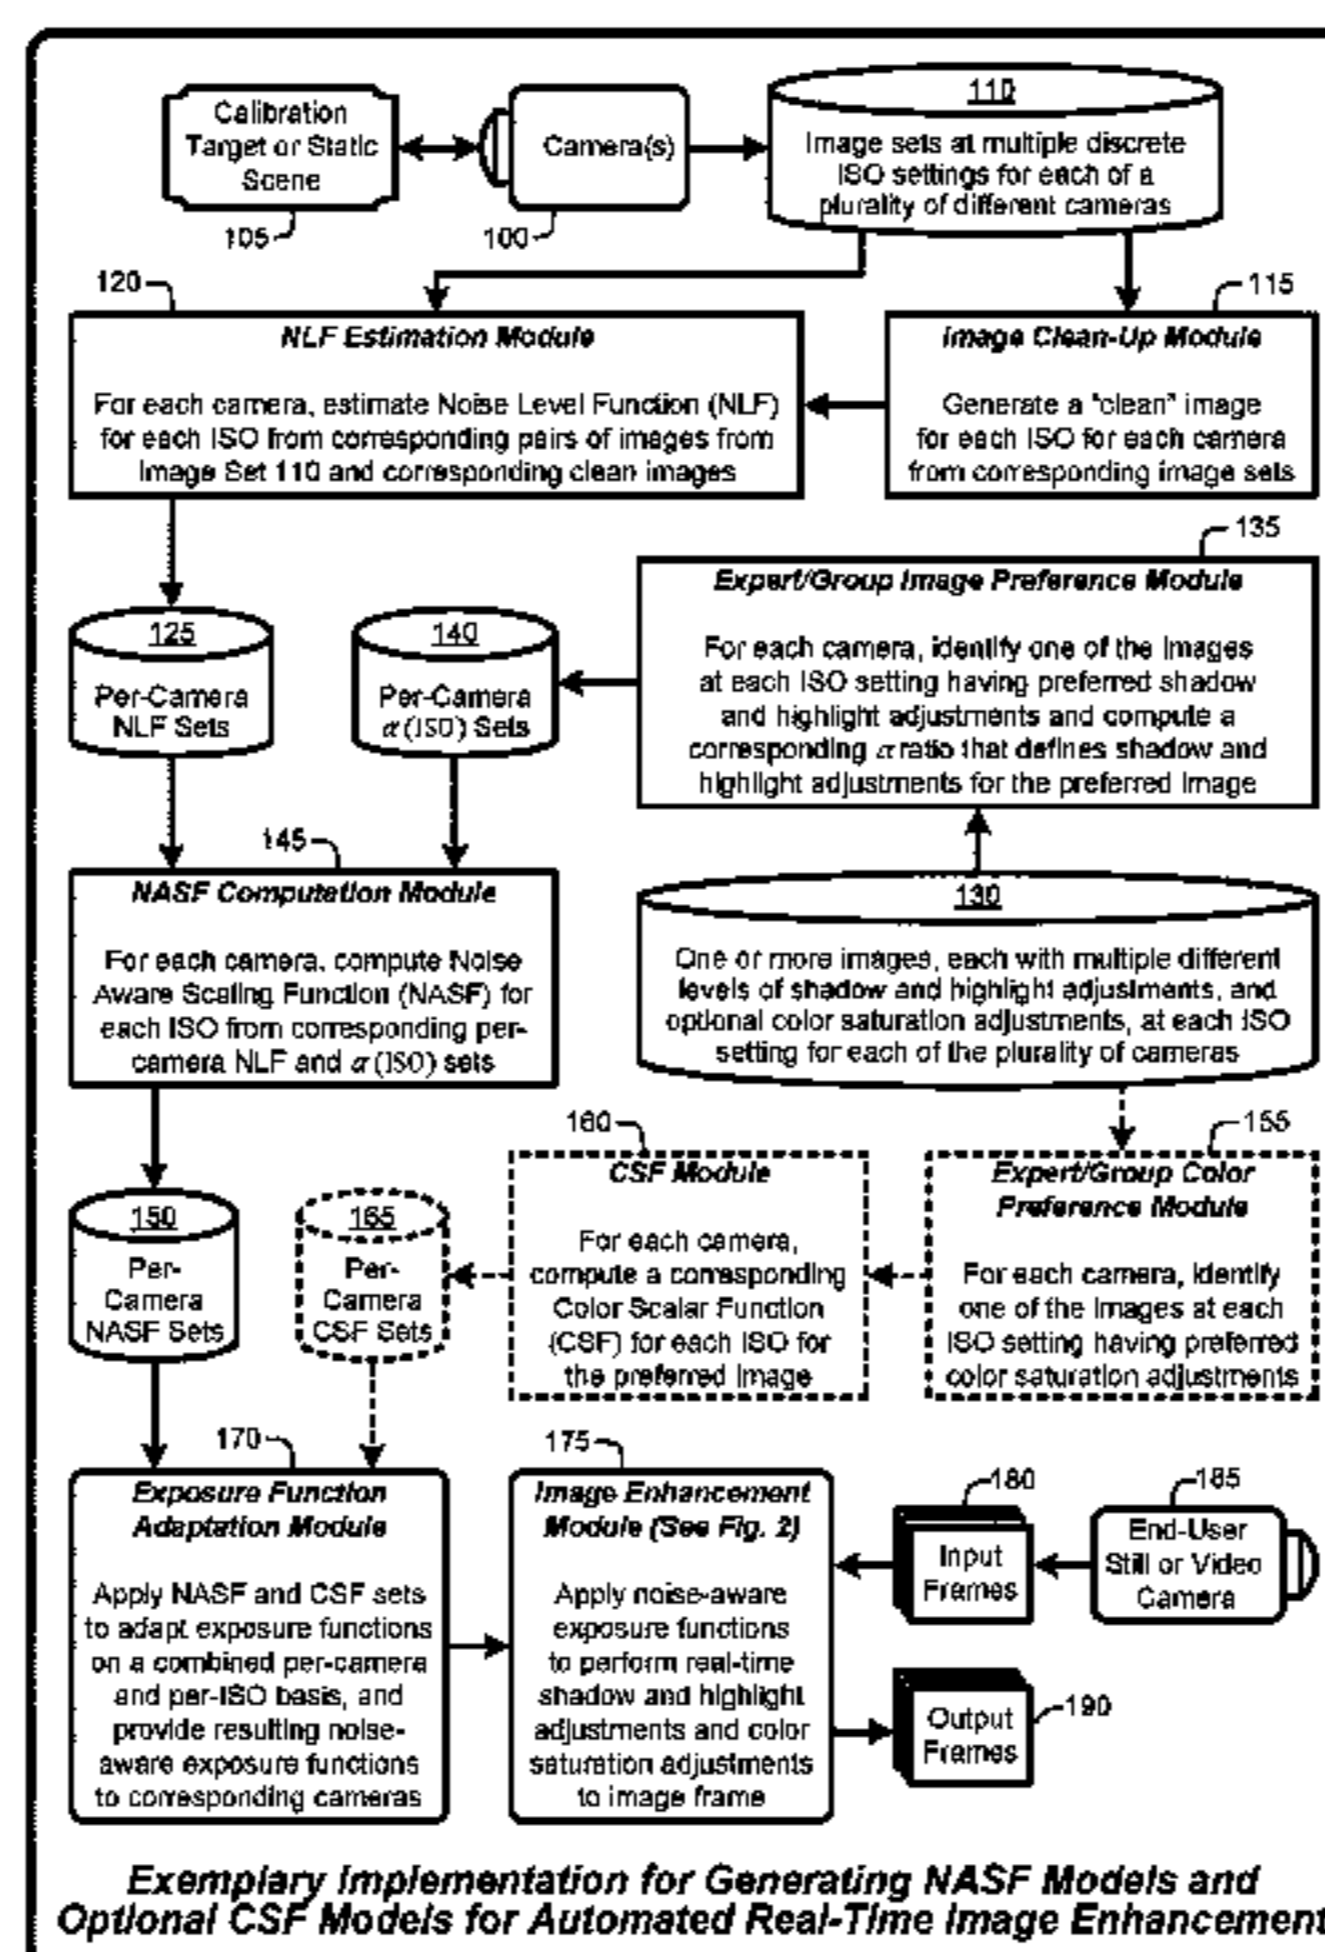 110
Calibration
Target or Static
Scene
Camera(s)
Image sets at multiple discrete
ISO settings for each of a
plurality of different cameras
105
100
120
115
NLF Estimation Module
For each camera, estimate Noise Level Function (NLF)
for each ISO from corresponding pairs of images from
Image Set 110 and corresponding clean images
Image Clean-Up Module
Generate a "clean" image
for each ISO for each camera
from corresponding image sets
135
Expert/Group Image Preference Module
For each camera, identify one of the images
at each ISO setting having preferred shadow
and highlight adjustments and compute a
corresponding α ratio that defines shadow and
highlight adjustments for the preferred image
125
Per-Camera
NLF Sets
140
Per-Camera
α(ISO) Sets
145
NASF Computation Module
For each camera, compute Noise
Aware Scaling Function (NASF) for
each ISO from corresponding per-
camera NLF and α(ISO) sets
130
One or more images, each with multiple different
levels of shadow and highlight adjustments, and
optional color saturation adjustments, at each ISO
setting for each of the plurality of cameras
160
155
CSF Module
For each camera,
compute a corresponding
Color Scalar Function
(CSF) for each ISO for
the preferred image
Expert/Group Color
Preference Module
For each camera, identify
one of the images at each
ISO setting having preferred
color saturation adjustments
150
Per-
Camera
NASF Sets
165
Per-
Camera
CSF Sets
170
Exposure Function
Adaptation Module
Apply NASF and CSF sets
to adapt exposure functions
on a combined per-camera
and per-ISO basis, and
provide resulting noise-
aware exposure functions
to corresponding cameras
175
Image Enhancement
Module (See Fig. 2)
Apply noise-aware
exposure functions
to perform real-time
shadow and highlight
adjustments and color
saturation adjustments
to image frame
180
Input
Frames
185
End-User
Still or Video
Camera
190
Output
Frames
Exemplary Implementation for Generating NASF Models and
Optional CSF Models for Automated Real-Time Image Enhancement